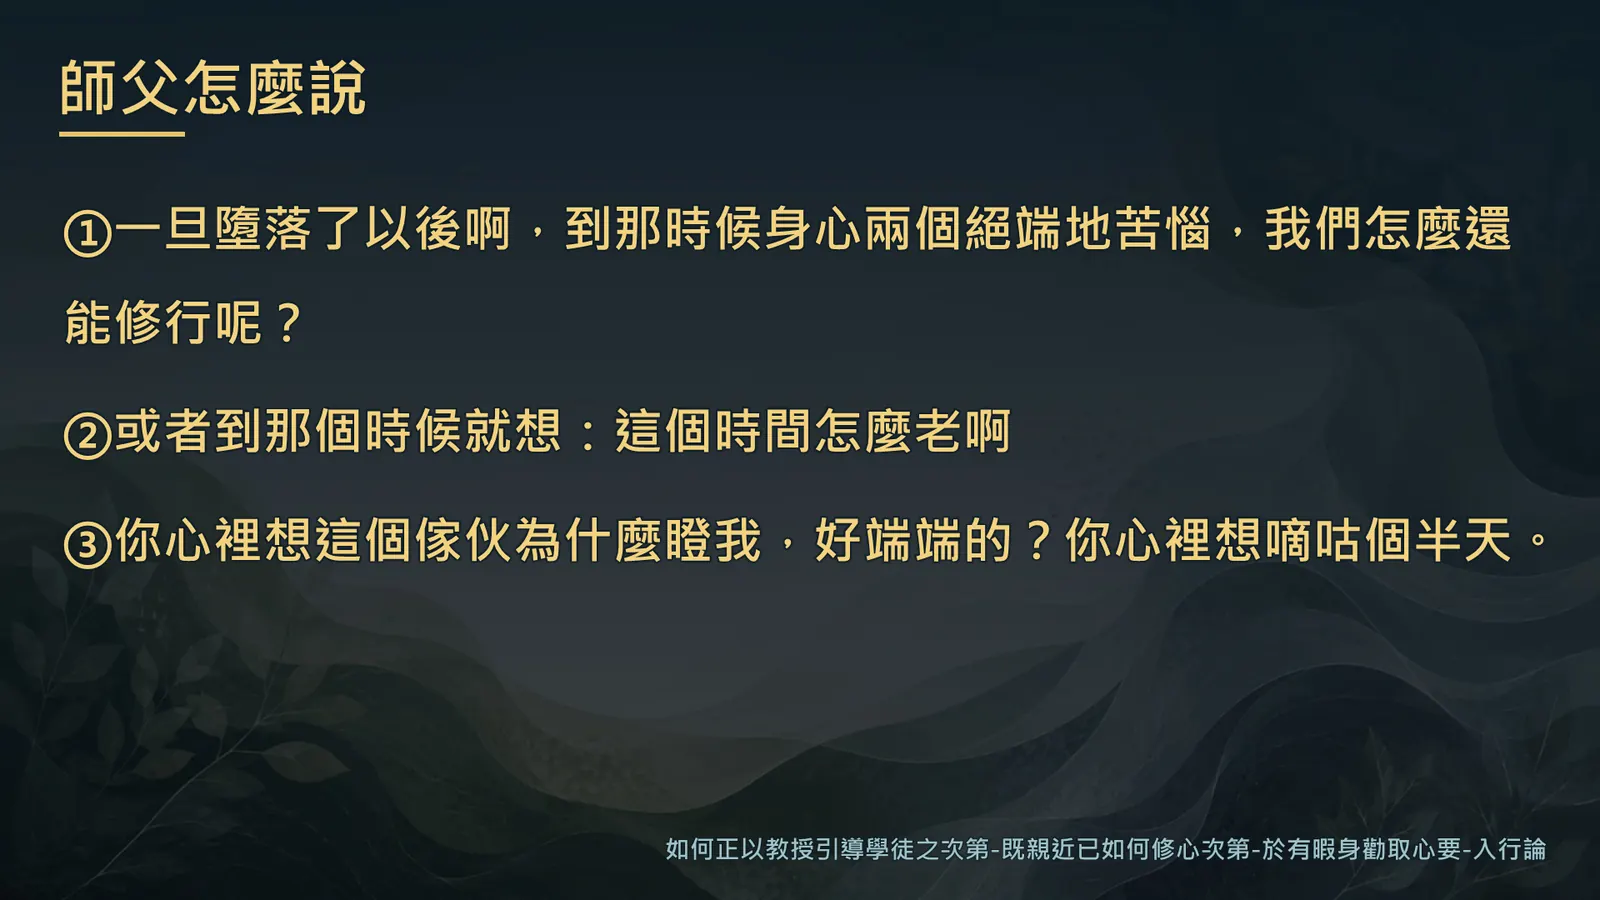 師父怎麼說
①一旦墮落了以後啊，到那時候身心兩個絕端地苦惱，我們怎麼還
能修行呢？
②或者到那個時候就想：這個時間怎麼老啊
③你心裡想這個傢伙為什麼瞪我，好端端的？你心裡想嘀咕個半天。
如何正以教授引導學徒之次第-既親近已如何修心次第-於有暇身勸取心要-入行論